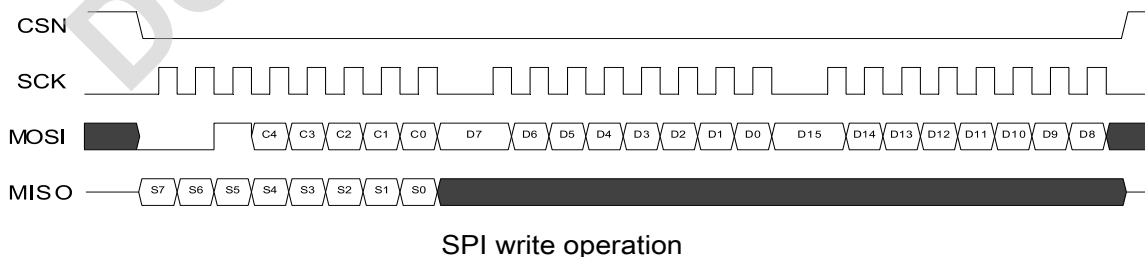 CSN
SCK
MOSI C4 C3 C2 C1 C0 D7 D6 D5 D4 D3 D2 D1 D0 D15 D14 D13 D12 D11 D10 D9 D8
MISO S7 S6 S5 S4 S3 S2 S1 S0
SPI write operation